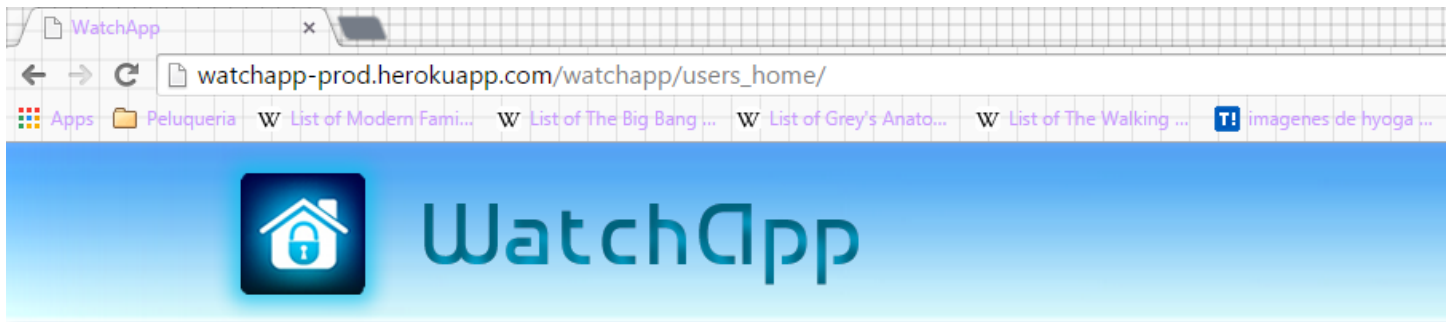 WatchApp
watchapp-prod.herokuapp.com/watchapp/users_home/
Apps Peluqueria W List of Modern Fami... W List of The Big Bang ... W List of Grey's Anato... W List of The Walking ... T! imagenes de hyoga ...
WatchApp